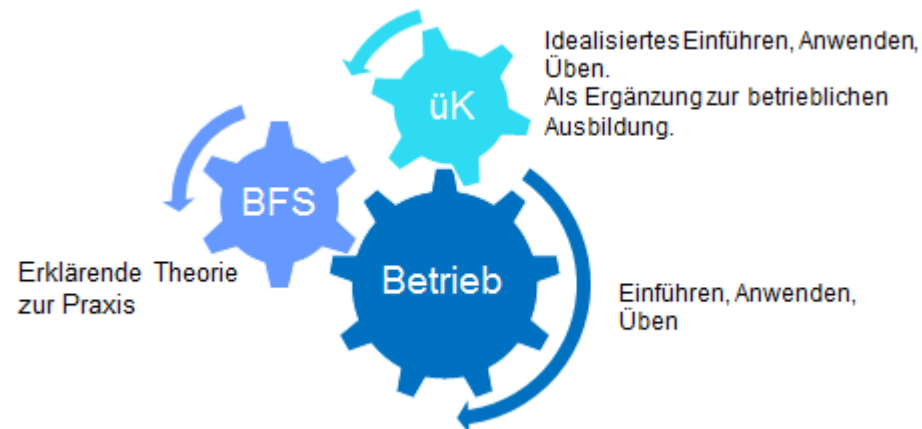 Idealisiertes Einführen, Anwenden,
Üben.
Als Ergänzung zur betrieblichen
Ausbildung.
üK
BFS
Erklärende Theorie
zur Praxis
Betrieb
Einführen, Anwenden,
Üben